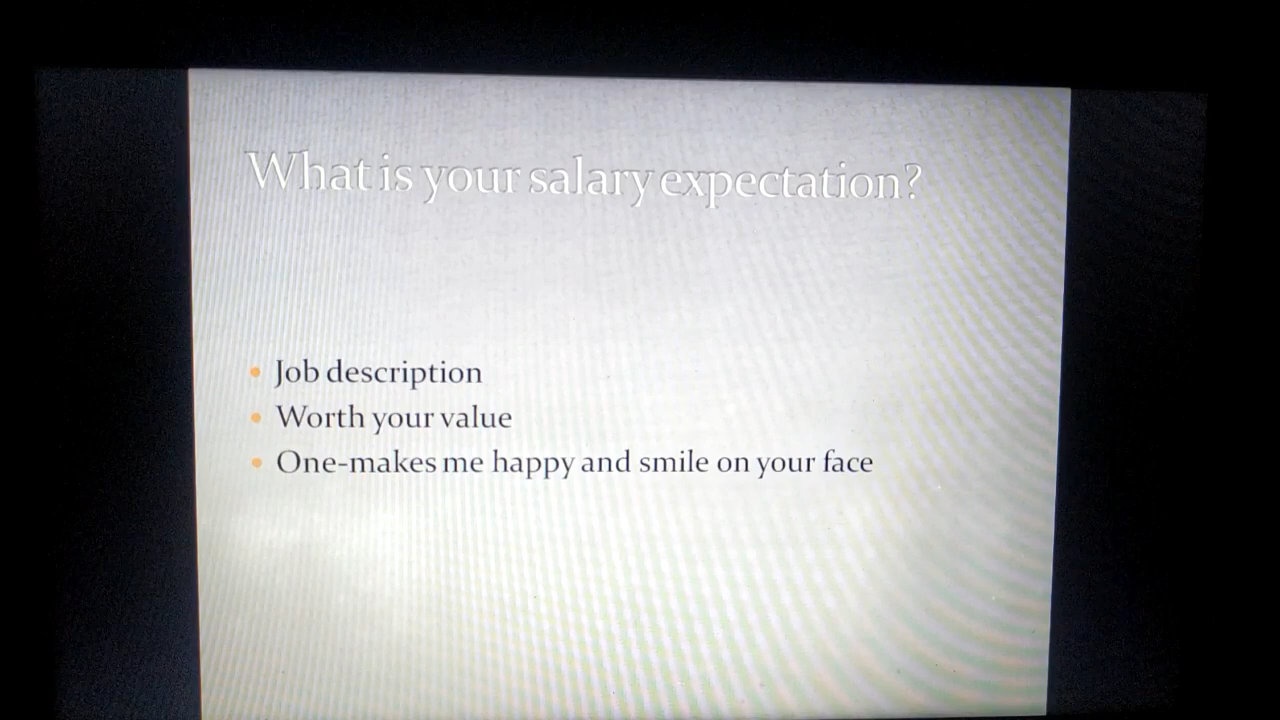 What is your salary expectation?
Job description
Worth your value
One-makes me happy and smile on your face